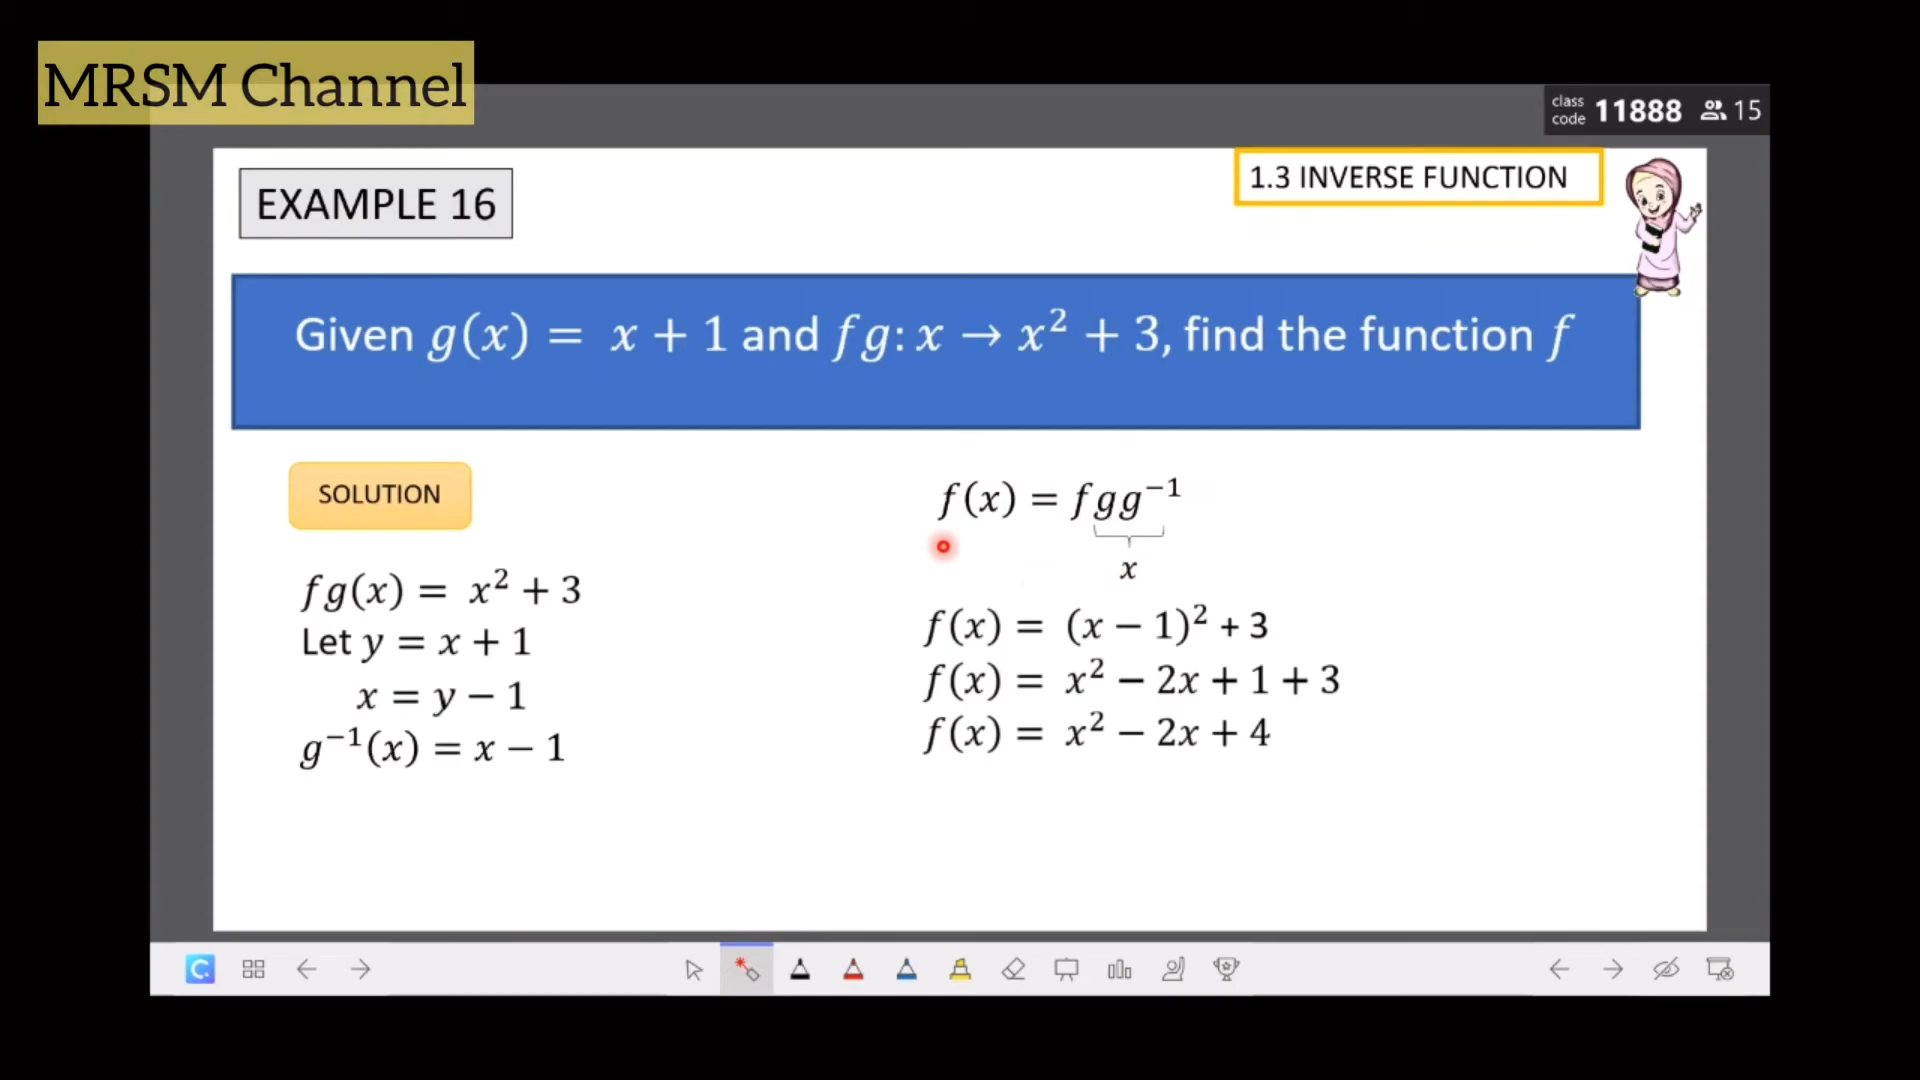 MRSM Channel
class code 11888 15
EXAMPLE 16
1.3 INVERSE FUNCTION
Given g(x) = x + 1 and fg: x → x² + 3, find the function f
SOLUTION
fg(x) = x² + 3
Let y = x + 1
x = y − 1
g⁻¹(x) = x − 1
f(x) = fgg⁻¹
x
f(x) = (x − 1)² + 3
f(x) = x² − 2x + 1 + 3
f(x) = x² − 2x + 4